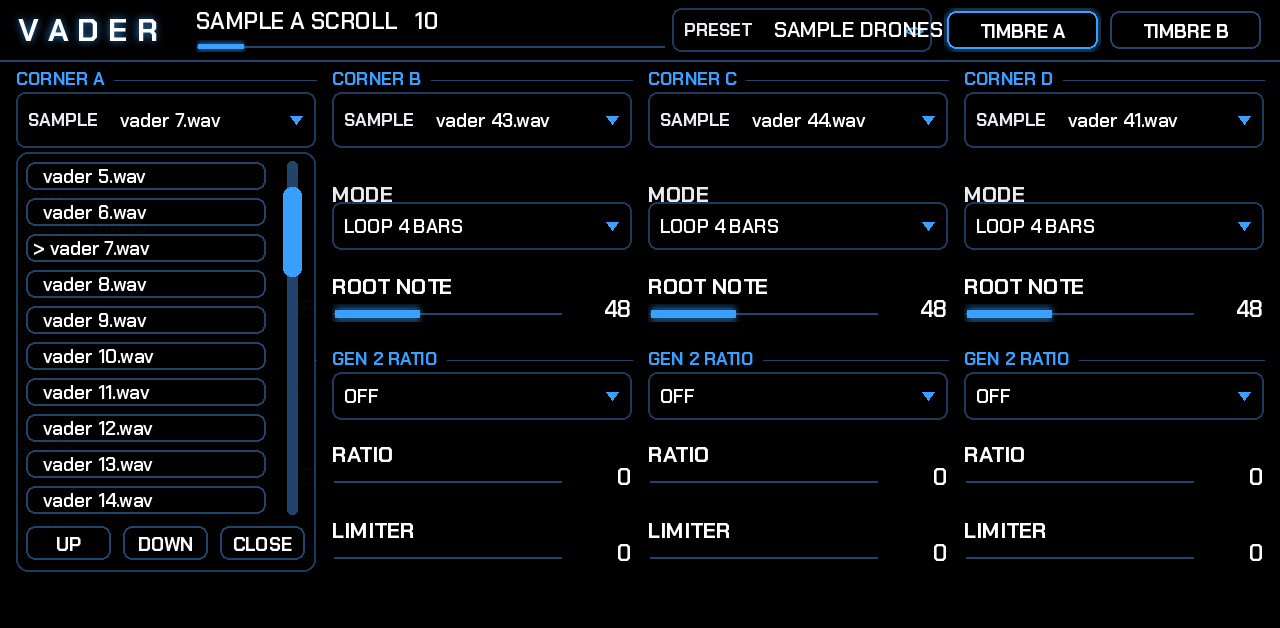 VADER
SAMPLE A SCROLL 10
PRESET SAMPLE DRONES
TIMBRE A
TIMBRE B
CORNER A
CORNER B
CORNER C
CORNER D
SAMPLE vader 7.wav
SAMPLE vader 43.wav
SAMPLE vader 44.wav
SAMPLE vader 41.wav
vader 5.wav
vader 6.wav
> vader 7.wav
vader 8.wav
vader 9.wav
vader 10.wav
vader 11.wav
vader 12.wav
vader 13.wav
vader 14.wav
UP
DOWN
CLOSE
MODE
LOOP 4 BARS
ROOT NOTE
48
GEN 2 RATIO
OFF
RATIO
0
LIMITER
0
MODE
LOOP 4 BARS
ROOT NOTE
48
GEN 2 RATIO
OFF
RATIO
0
LIMITER
0
MODE
LOOP 4 BARS
ROOT NOTE
48
GEN 2 RATIO
OFF
RATIO
0
LIMITER
0